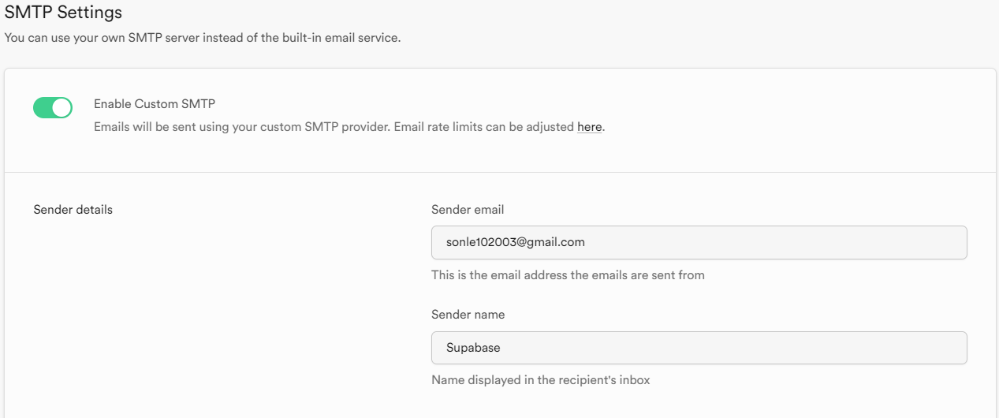 SMTP Settings
You can use your own SMTP server instead of the built-in email service.
Enable Custom SMTP
Emails will be sent using your custom SMTP provider. Email rate limits can be adjusted here.
Sender details
Sender email
sonle102003@gmail.com
This is the email address the emails are sent from
Sender name
Supabase
Name displayed in the recipient's inbox